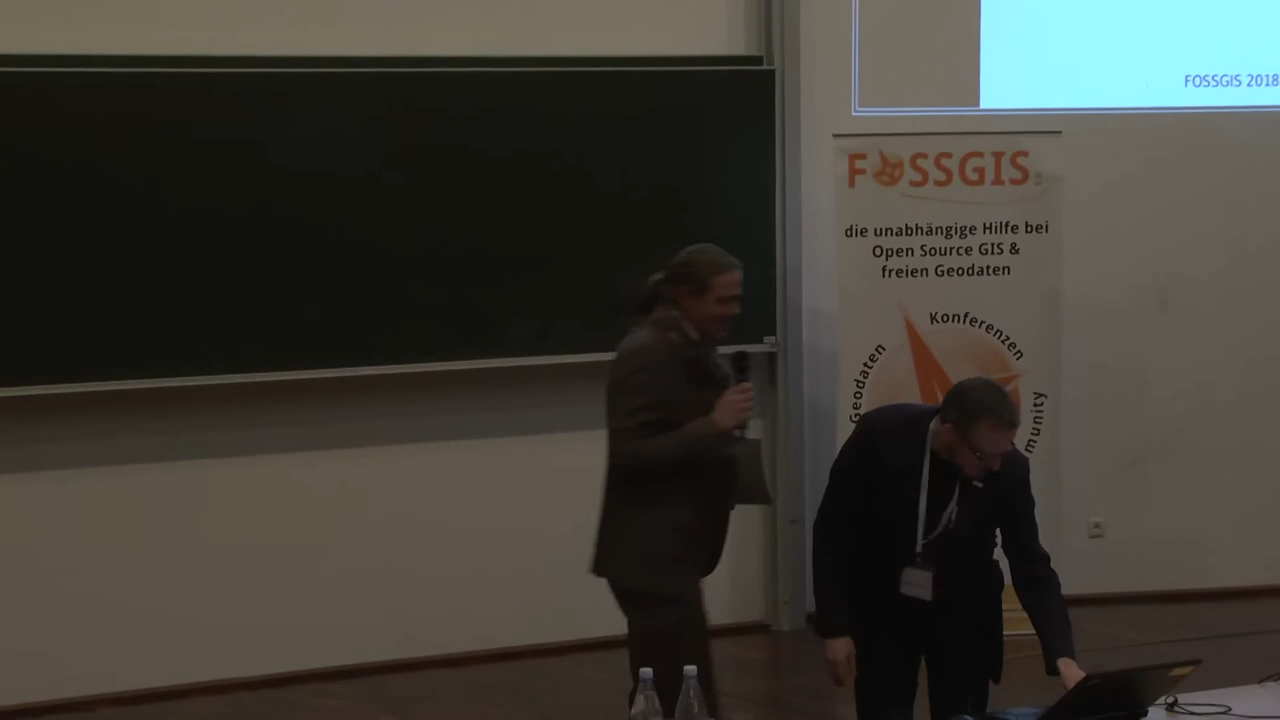 FOSSGIS 2018
FOSSGIS
die unabhängige Hilfe bei
Open Source GIS &
freien Geodaten
Konferenzen
Geodaten
munity